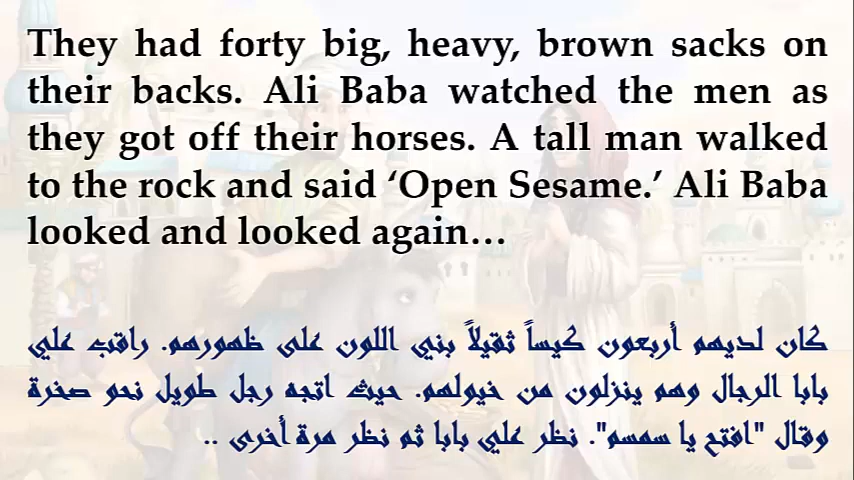 They had forty big, heavy, brown sacks on
their backs. Ali Baba watched the men as
they got off their horses. A tall man walked
to the rock and said ‘Open Sesame.’ Ali Baba
looked and looked again…
كان لديهم أربعون كيساً ثقيلاً بني اللون على ظهورهم. راقب علي
بابا الرجال وهم ينزلون من خيولهم. حيث اتجه رجل طويل نحو صخرة
وقال "افتح يا سمسم". نظر علي بابا ثم نظر مرة أخرى ..